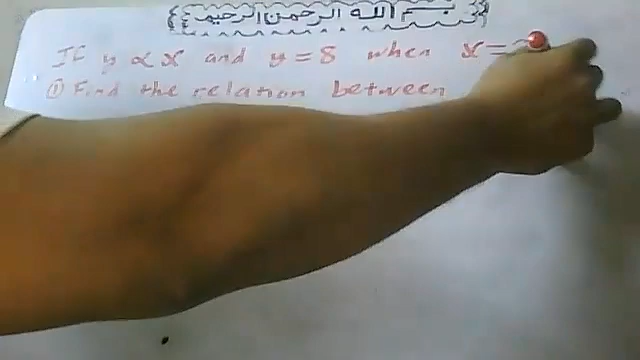 بسم الله الرحمن الرحيم
If y ∝ x and y = 8 when x =
① Find the relation between